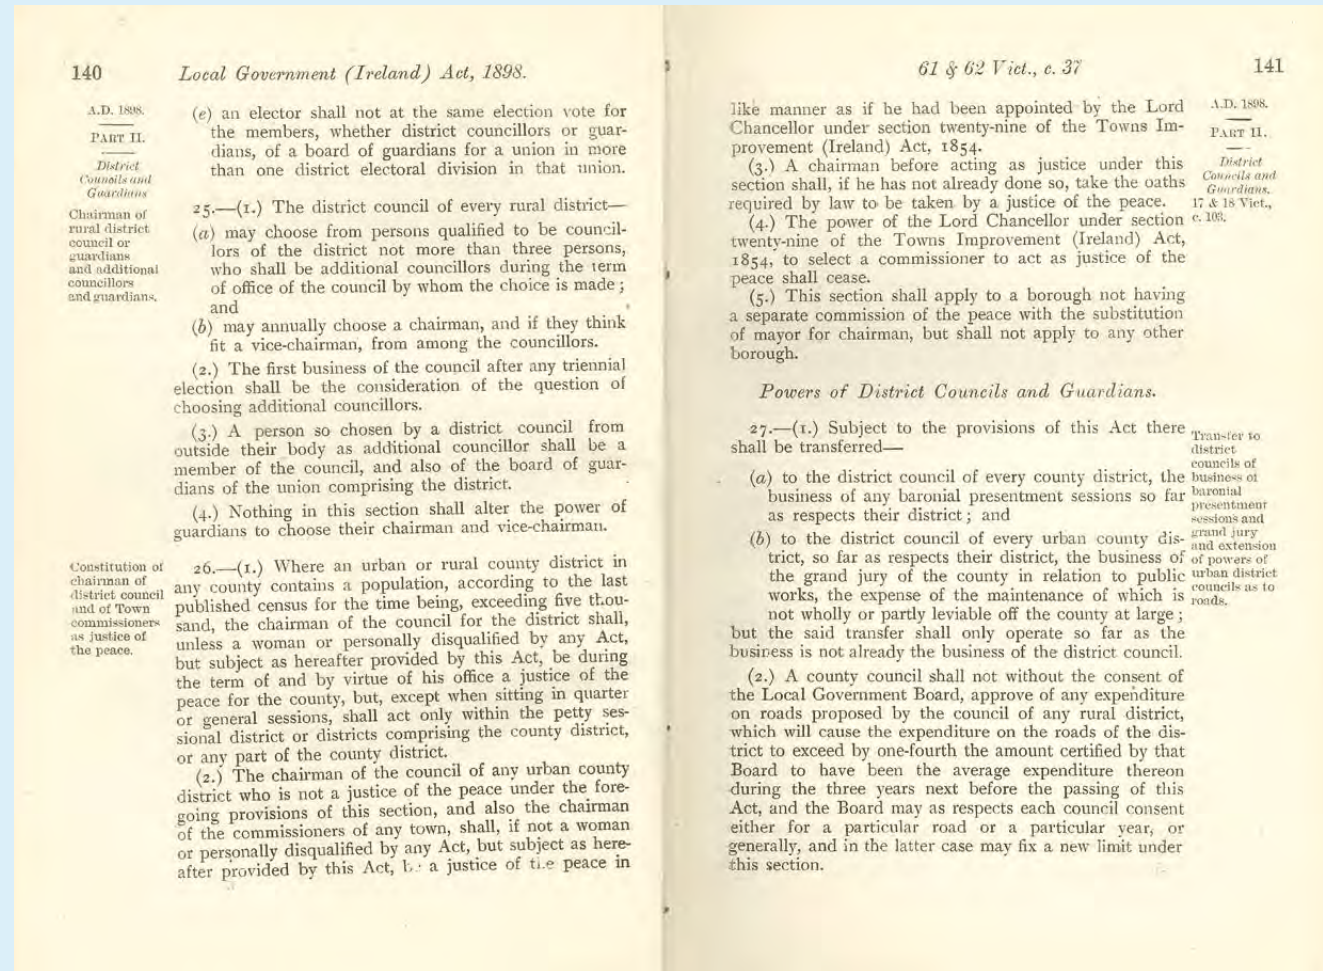 140
Local Government (Ireland) Act, 1898.
A.D. 1898.
PART II.
District
Councils and
Guardians
(e) an elector shall not at the same election vote for
the members, whether district councillors or guar-
dians, of a board of guardians for a union in more
than one district electoral division in that union.
Chairman of
rural district
council or
guardians
and additional
councillors
and guardians.
25.—(1.) The district council of every rural district—
(a) may choose from persons qualified to be council-
lors of the district not more than three persons,
who shall be additional councillors during the term
of office of the council by whom the choice is made;
and
(b) may annually choose a chairman, and if they think
fit a vice-chairman, from among the councillors.
(2.) The first business of the council after any triennial
election shall be the consideration of the question of
choosing additional councillors.
(3.) A person so chosen by a district council from
outside their body as additional councillor shall be a
member of the council, and also of the board of guar-
dians of the union comprising the district.
(4.) Nothing in this section shall alter the power of
guardians to choose their chairman and vice-chairman.
Constitution of
chairman of
district council
and of Town
commissioners
as justice of
the peace.
26.—(1.) Where an urban or rural county district in
any county contains a population, according to the last
published census for the time being, exceeding five thou-
sand, the chairman of the council for the district shall,
unless a woman or personally disqualified by any Act,
but subject as hereafter provided by this Act, be during
the term of and by virtue of his office a justice of the
peace for the county, but, except when sitting in quarter
or general sessions, shall act only within the petty ses-
sional district or districts comprising the county district,
or any part of the county district.
(2.) The chairman of the council of any urban county
district who is not a justice of the peace under the fore-
going provisions of this section, and also the chairman
of the commissioners of any town, shall, if not a woman
or personally disqualified by any Act, but subject as here-
after provided by this Act, be a justice of the peace in
61 & 62 Vict., c. 37
141
like manner as if he had been appointed by the Lord
Chancellor under section twenty-nine of the Towns Im-
provement (Ireland) Act, 1854.
(3.) A chairman before acting as justice under this
section shall, if he has not already done so, take the oaths
required by law to be taken by a justice of the peace.
(4.) The power of the Lord Chancellor under section
twenty-nine of the Towns Improvement (Ireland) Act,
1854, to select a commissioner to act as justice of the
peace shall cease.
(5.) This section shall apply to a borough not having
a separate commission of the peace with the substitution
of mayor for chairman, but shall not apply to any other
borough.
A.D. 1898.
PART II.
District
Councils and
Guardians.
17 & 18 Vict.,
c. 103.
Powers of District Councils and Guardians.
27.—(1.) Subject to the provisions of this Act there
shall be transferred—
(a) to the district council of every county district, the
business of any baronial presentment sessions so far
as respects their district; and
(b) to the district council of every urban county dis-
trict, so far as respects their district, the business of
the grand jury of the county in relation to public
works, the expense of the maintenance of which is
not wholly or partly leviable off the county at large;
but the said transfer shall only operate so far as the
business is not already the business of the district council.
Transfer to
district
councils of
business of
baronial
presentment
sessions and
grand jury
and extension
of powers of
urban district
councils as to
roads.
(2.) A county council shall not without the consent of
the Local Government Board, approve of any expenditure
on roads proposed by the council of any rural district,
which will cause the expenditure on the roads of the dis-
trict to exceed by one-fourth the amount certified by that
Board to have been the average expenditure thereon
during the three years next before the passing of this
Act, and the Board may as respects each council consent
either for a particular road or a particular year, or
generally, and in the latter case may fix a new limit under
this section.